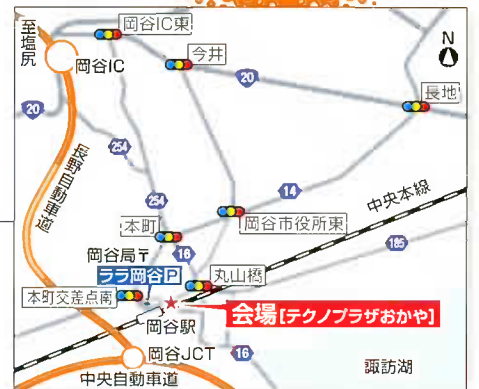 至塩尻
岡谷IC東
今井
N
岡谷IC
20
長地
20
254
長野自動車道
254
14
中央本線
本町
岡谷市役所東
185
岡谷局〒
16
ララ岡谷P
丸山橋
本町交差点南
会場[テクノプラザおかや]
岡谷駅
岡谷JCT
16
諏訪湖
中央自動車道